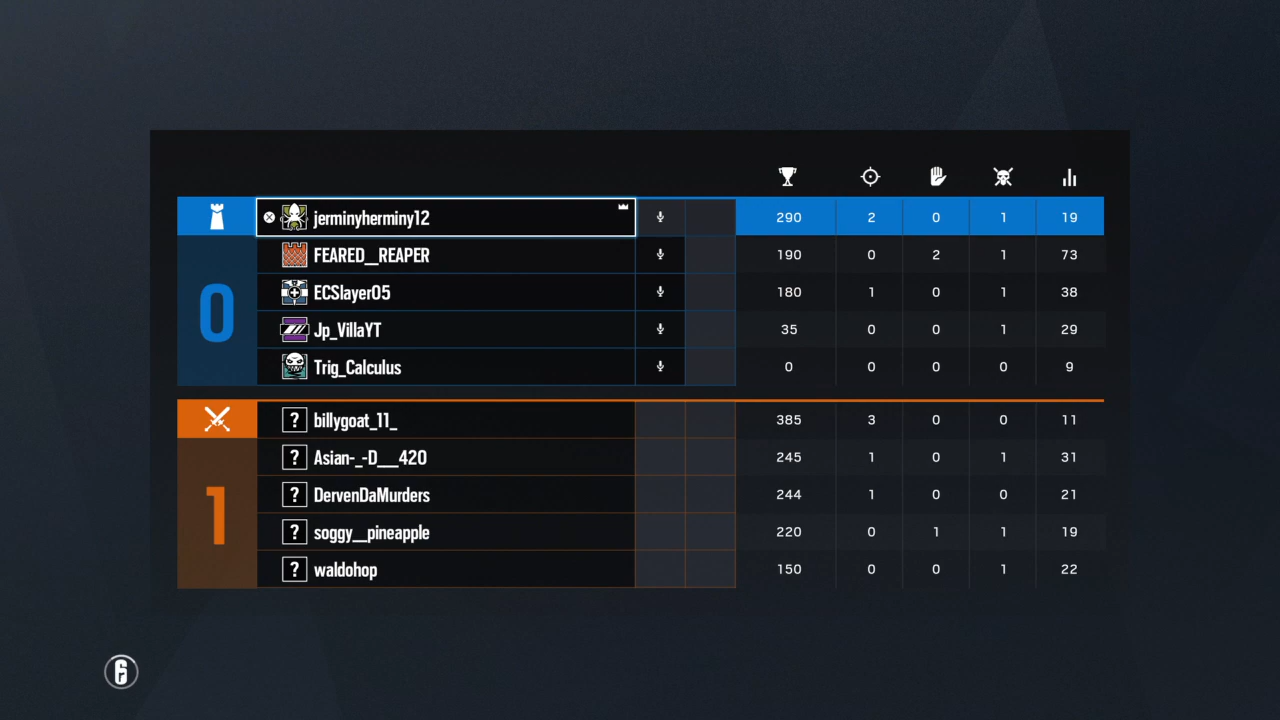 jerminyherminy12 290 2 0 1 19
FEARED__REAPER 190 0 2 1 73
0
ECSlayer05 180 1 0 1 38
Jp_VillaYT 35 0 0 1 29
Trig_Calculus 0 0 0 0 9
? billygoat_11_ 385 3 0 0 11
? Asian-_-D__420 245 1 0 1 31
? DervenDaMurders 244 1 0 0 21
1
? soggy__pineapple 220 0 1 1 19
? waldohop 150 0 0 1 22
6